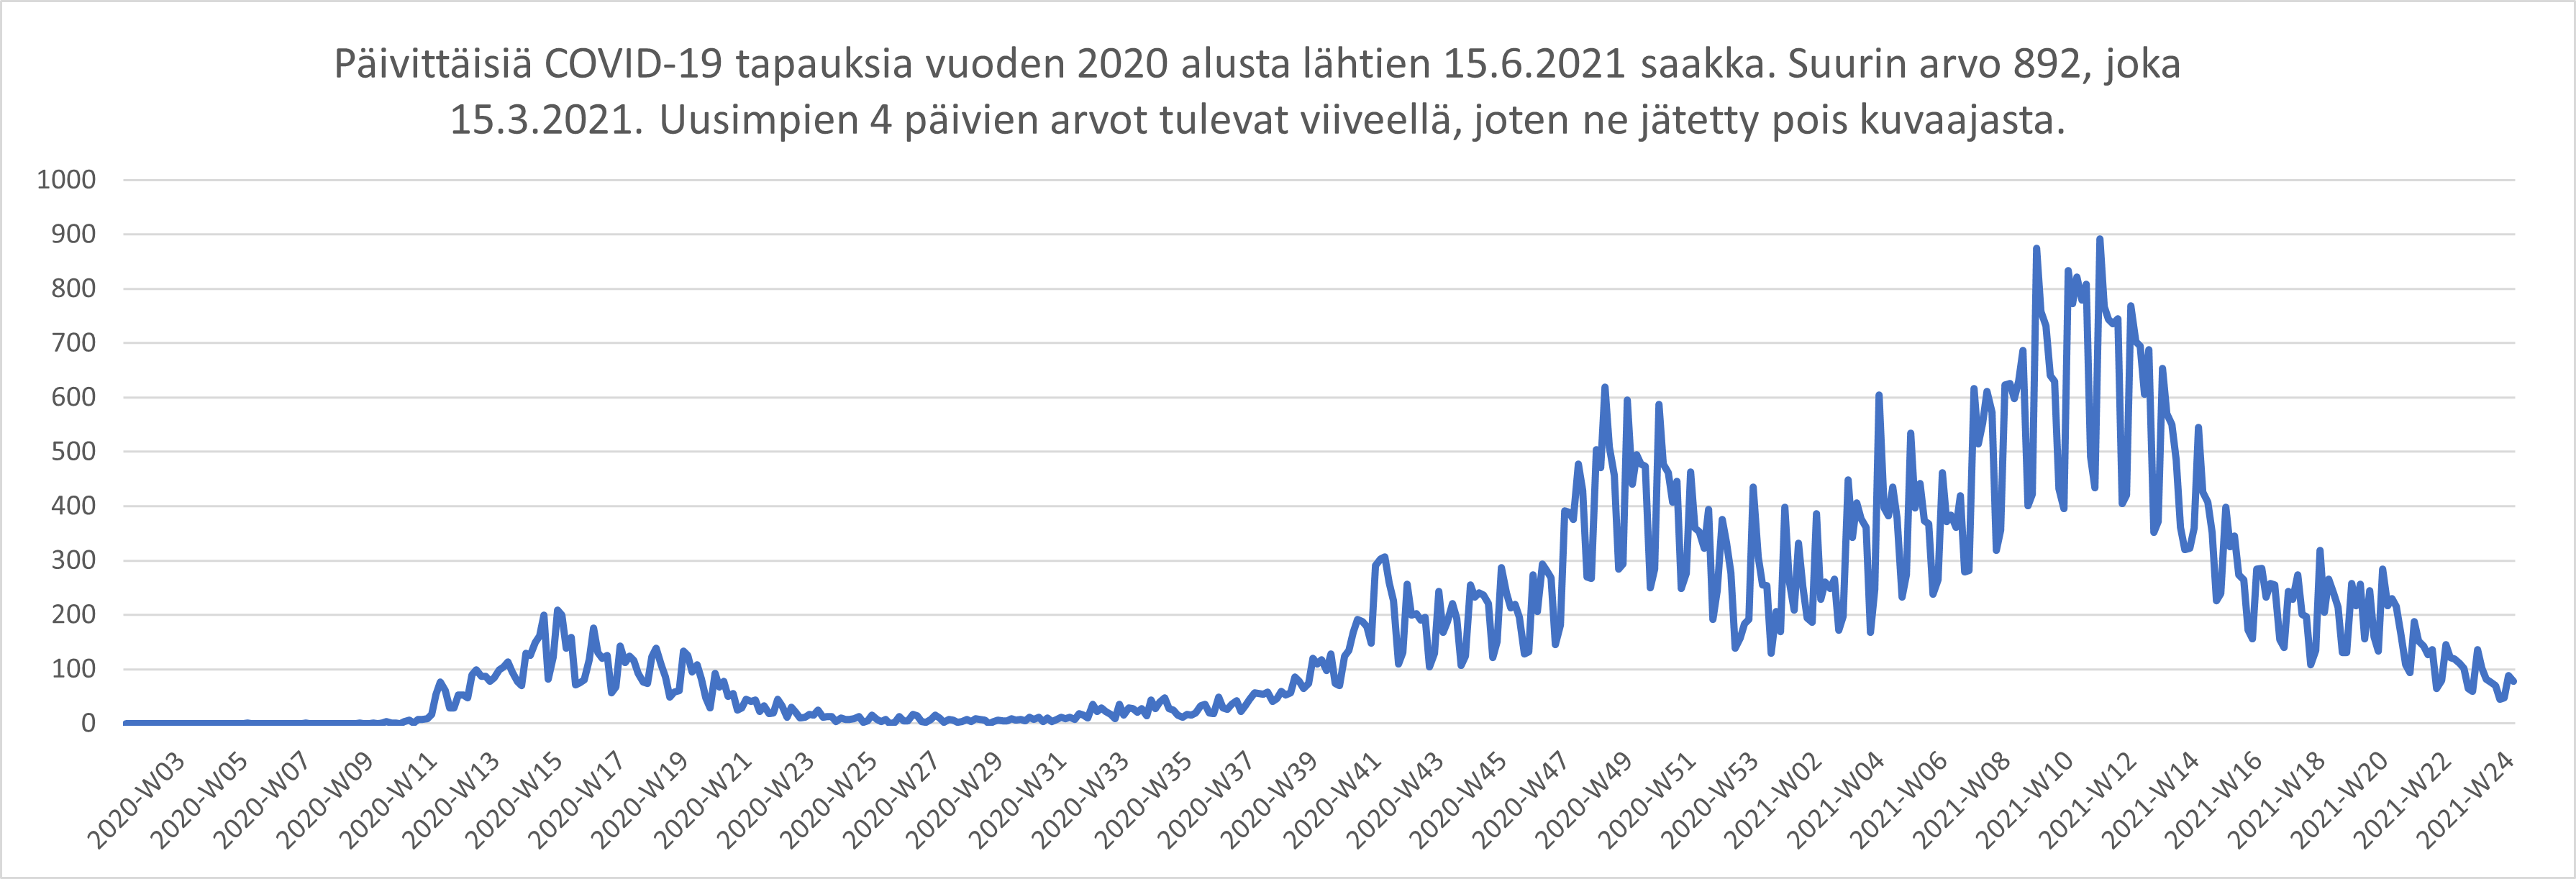 Päivittäisiä COVID-19 tapauksia vuoden 2020 alusta lähtien 15.6.2021 saakka. Suurin arvo 892, joka
15.3.2021. Uusimpien 4 päivien arvot tulevat viiveellä, joten ne jätetty pois kuvaajasta.
1000
900
800
700
600
500
400
300
200
100
0
2020-W03
2020-W05
2020-W07
2020-W09
2020-W11
2020-W13
2020-W15
2020-W17
2020-W19
2020-W21
2020-W23
2020-W25
2020-W27
2020-W29
2020-W31
2020-W33
2020-W35
2020-W37
2020-W39
2020-W41
2020-W43
2020-W45
2020-W47
2020-W49
2020-W51
2020-W53
2021-W02
2021-W04
2021-W06
2021-W08
2021-W10
2021-W12
2021-W14
2021-W16
2021-W18
2021-W20
2021-W22
2021-W24